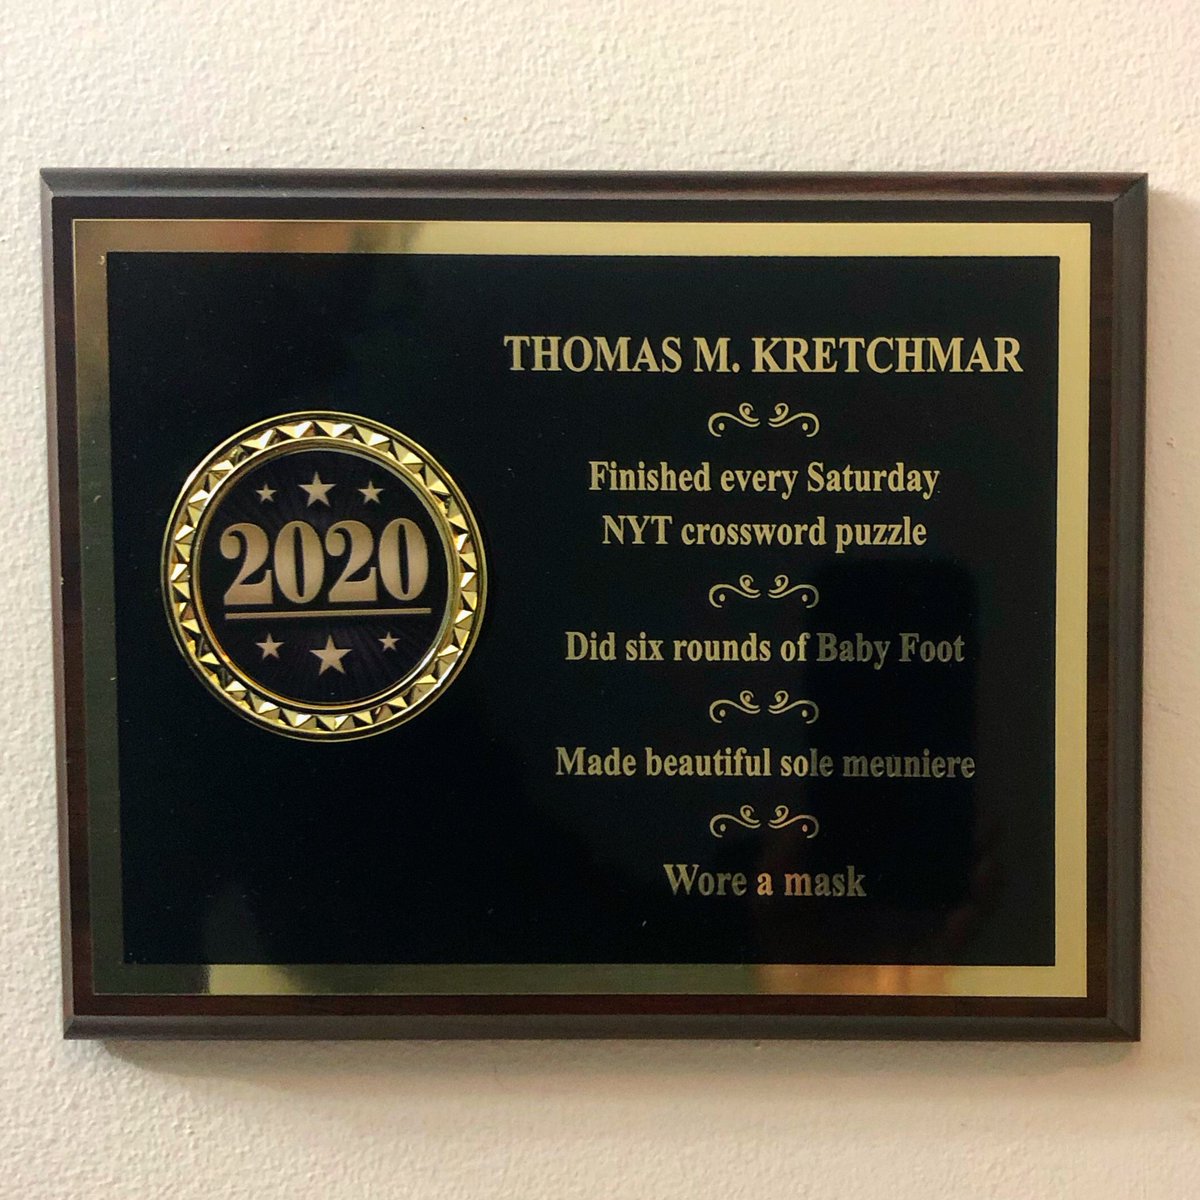 2020
THOMAS M. KRETCHMAR
Finished every Saturday
NYT crossword puzzle
Did six rounds of Baby Foot
Made beautiful sole meuniere
Wore a mask